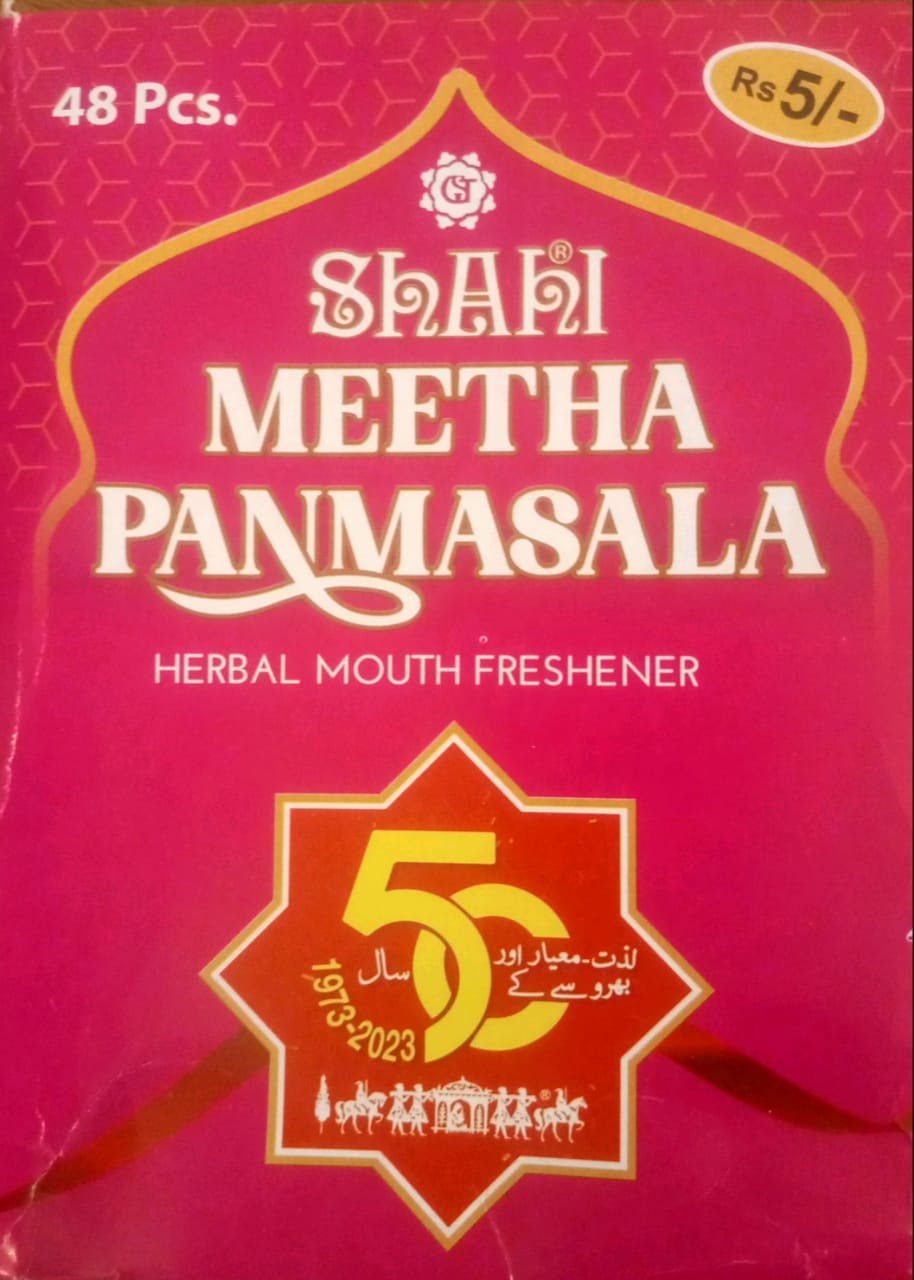 48 Pcs.
Rs 5/-
GST
SHAHI®
MEETHA
PANMASALA
HERBAL MOUTH FRESHENER
50
سال
لذت-معیار اور
بھروسے کے
1973-2023
®